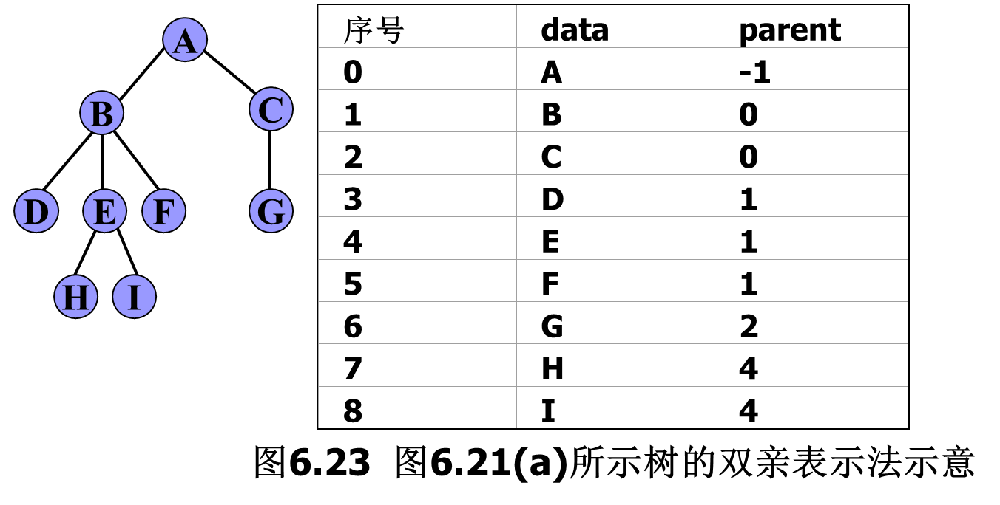 A
B
C
D
E
F
G
H
I
序号 data parent
0 A -1
1 B 0
2 C 0
3 D 1
4 E 1
5 F 1
6 G 2
7 H 4
8 I 4
图6.23 图6.21(a)所示树的双亲表示法示意